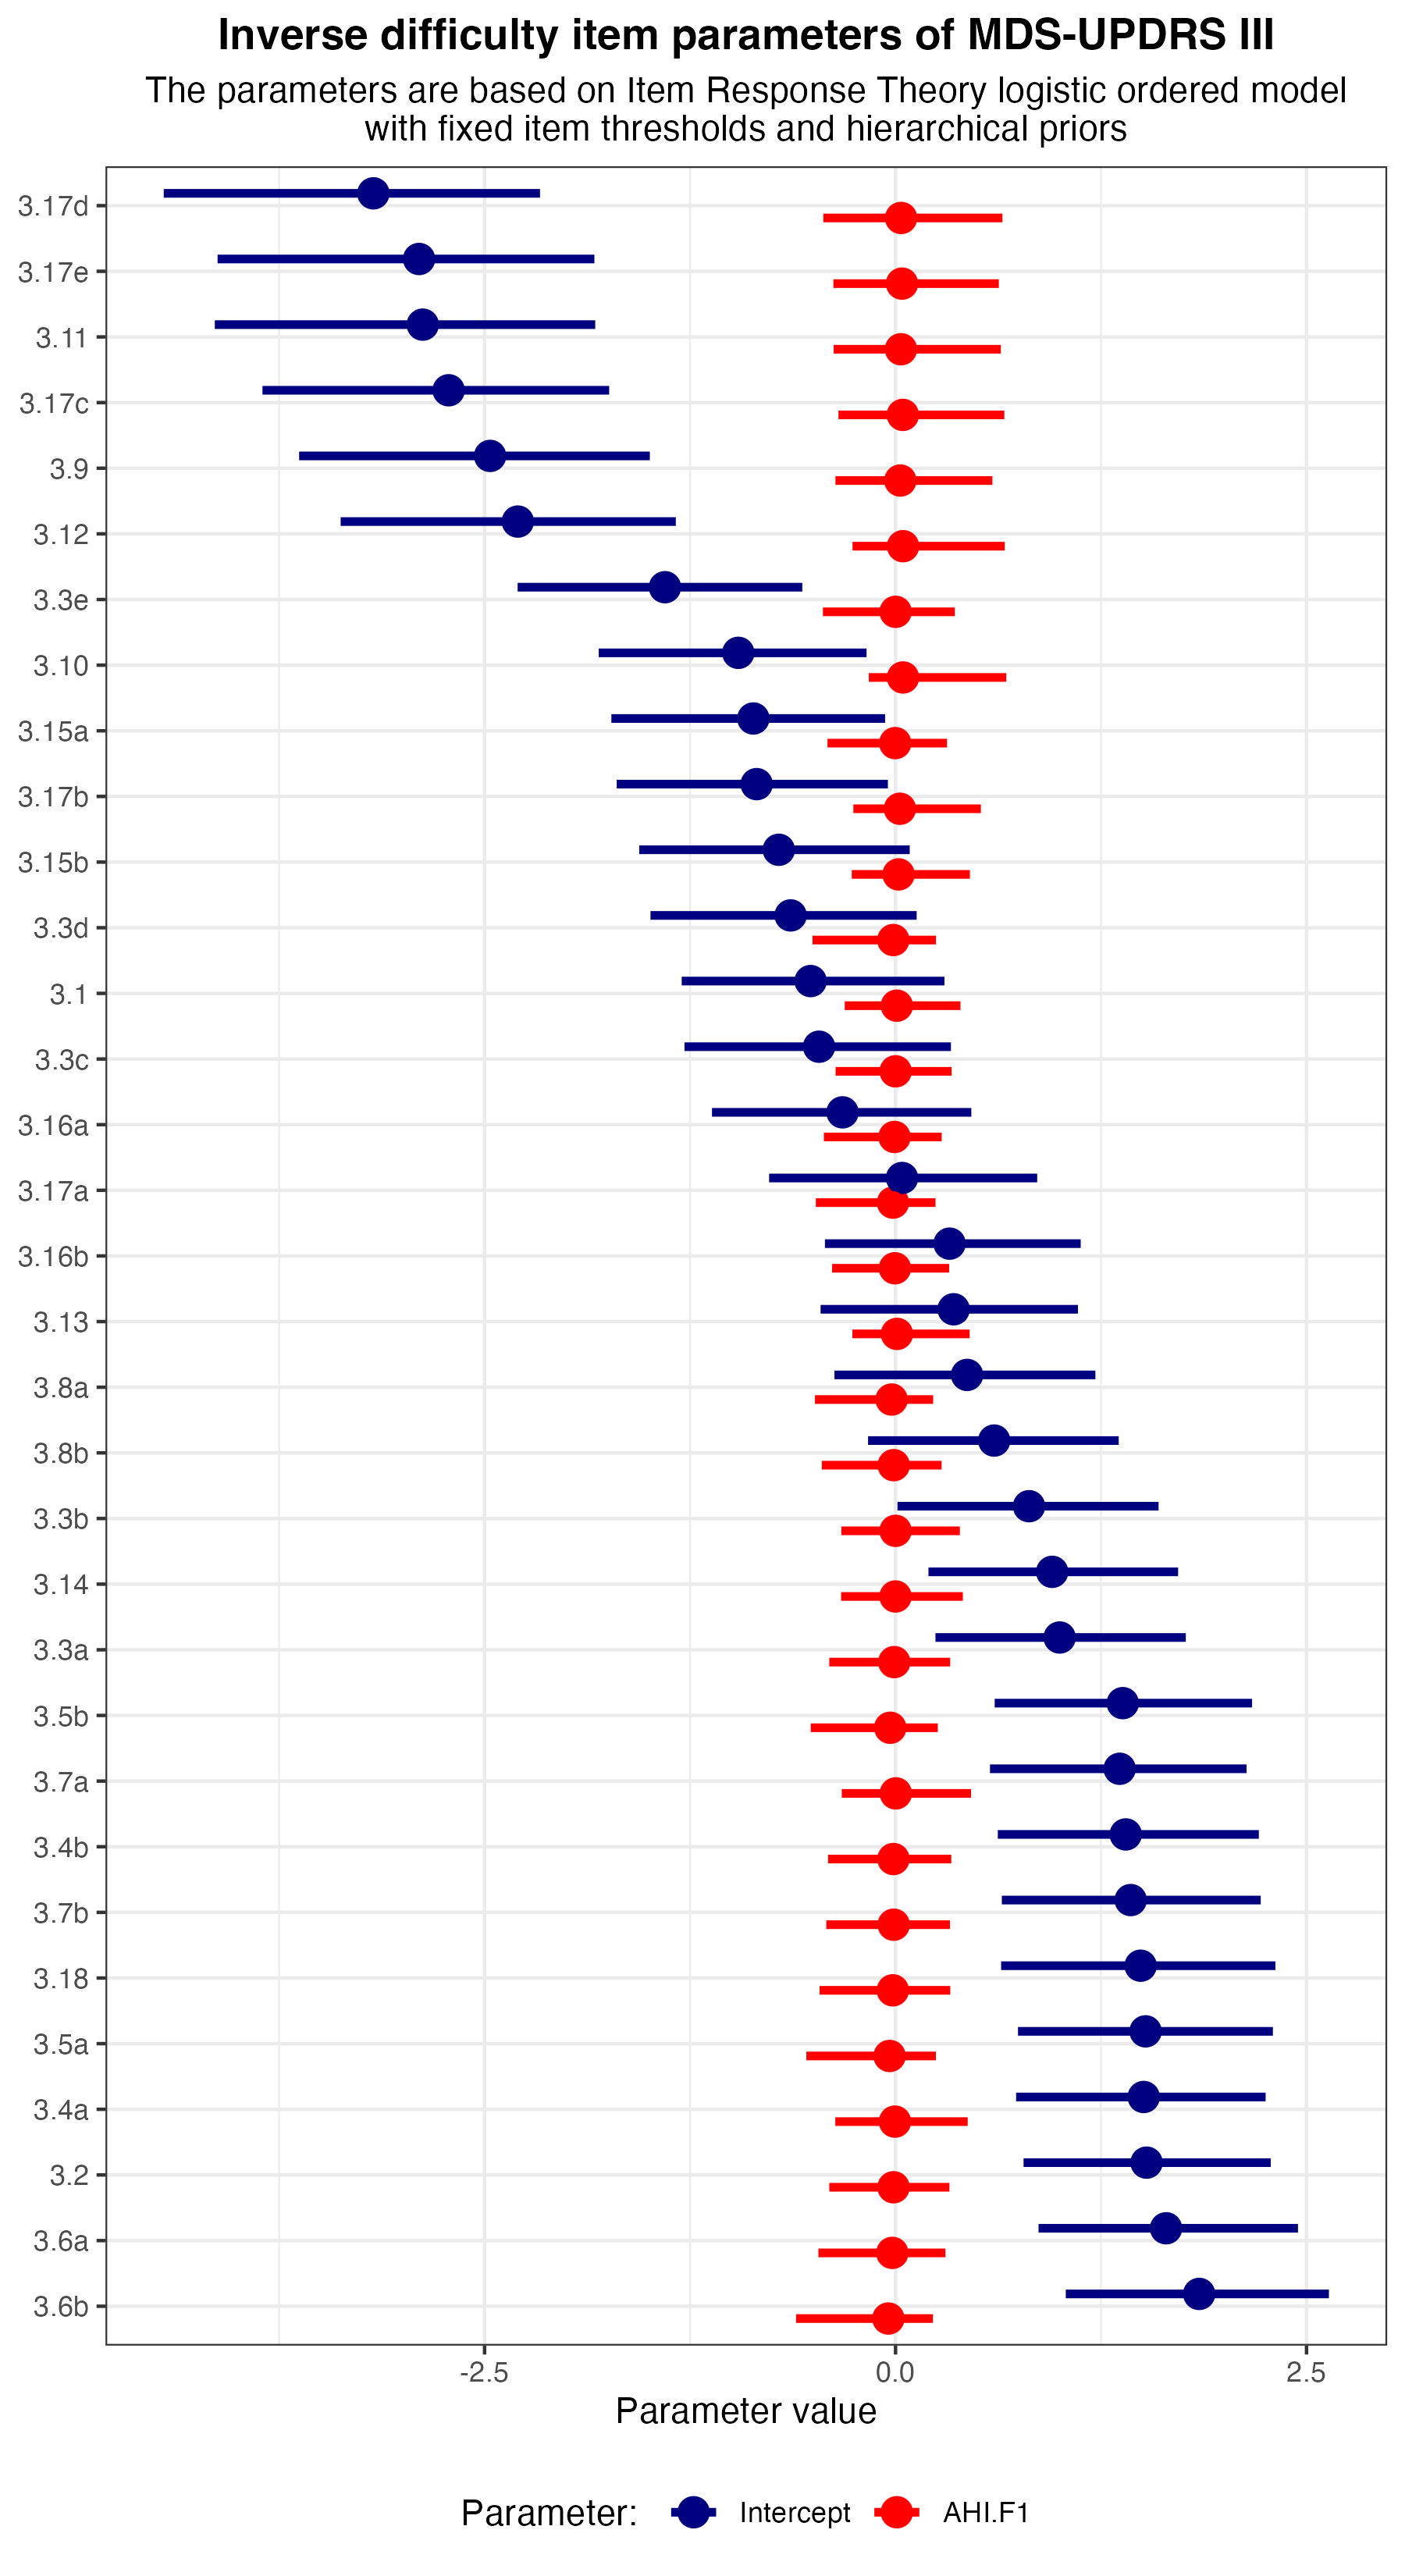 Inverse difficulty item parameters of MDS-UPDRS III
The parameters are based on Item Response Theory logistic ordered model
with fixed item thresholds and hierarchical priors
3.17d
3.17e
3.11
3.17c
3.9
3.12
3.3e
3.10
3.15a
3.17b
3.15b
3.3d
3.1
3.3c
3.16a
3.17a
3.16b
3.13
3.8a
3.8b
3.3b
3.14
3.3a
3.5b
3.7a
3.4b
3.7b
3.18
3.5a
3.4a
3.2
3.6a
3.6b
-2.5 0.0 2.5
Parameter value
Parameter: Intercept AHI.F1